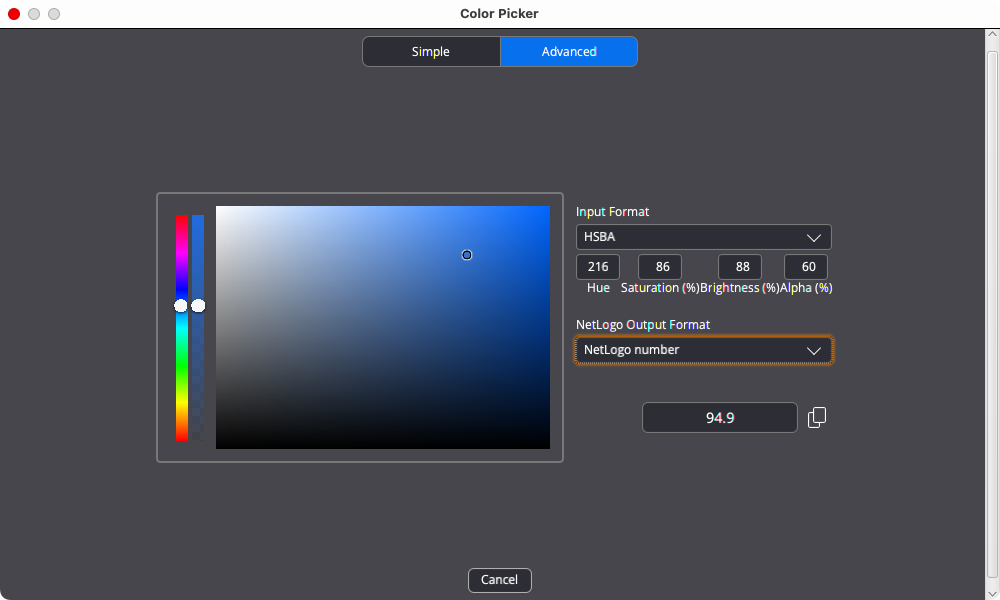 Color Picker
Simple
Advanced
Input Format
HSBA
216 86 88 60
Hue Saturation (%) Brightness (%) Alpha (%)
NetLogo Output Format
NetLogo number
94.9
Cancel